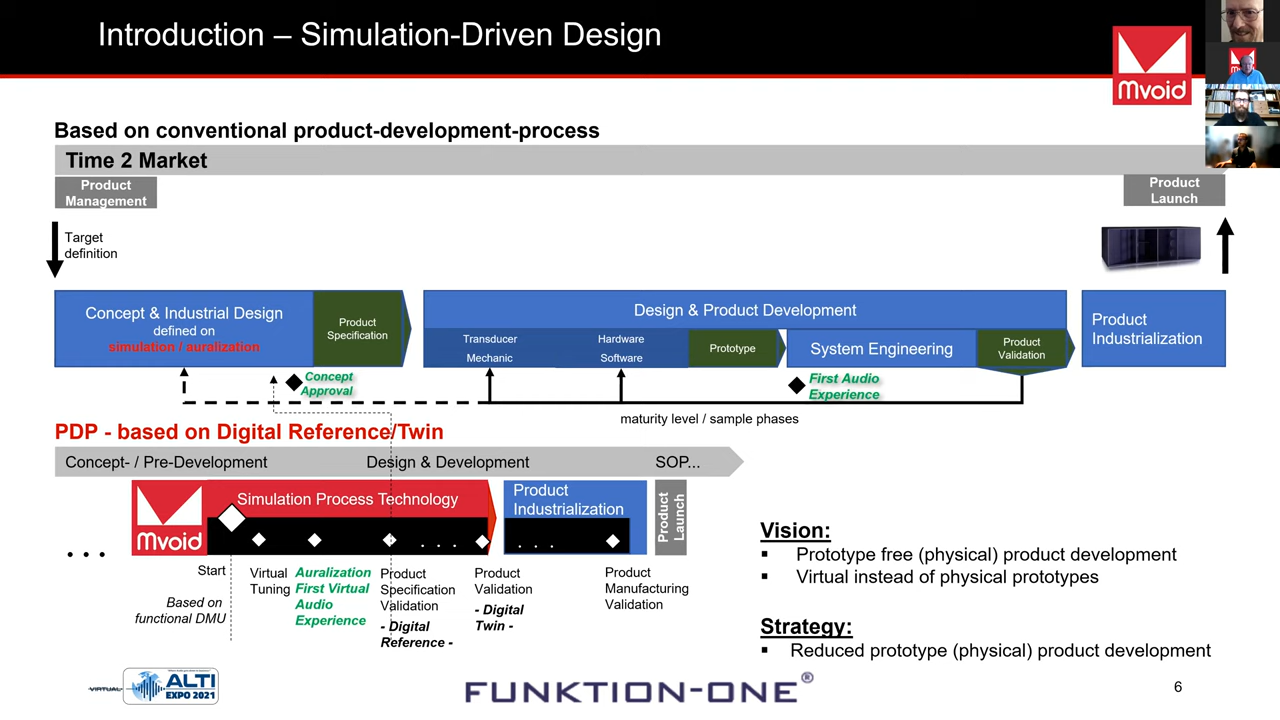 Introduction – Simulation-Driven Design
Mvoid
Based on conventional product-development-process
Time 2 Market
Product
Management
Product
Launch
Target
definition
Concept & Industrial Design
defined on
simulation / auralization
Product
Specification
Design & Product Development
Transducer
Mechanic
Hardware
Software
Prototype
System Engineering
Product
Validation
Product
Industrialization
Concept
Approval
First Audio
Experience
maturity level / sample phases
PDP - based on Digital Reference/Twin
Concept- / Pre-Development
Design & Development
SOP...
Mvoid
Simulation Process Technology
Product
Industrialization
Product
Launch
. . .
. . . .
. . .
Start
Based on
functional DMU
Virtual
Tuning
Auralization
First Virtual
Audio
Experience
Product
Specification
Validation
- Digital
Reference -
Product
Validation
- Digital
Twin -
Product
Manufacturing
Validation
Vision:
▪ Prototype free (physical) product development
▪ Virtual instead of physical prototypes
Strategy:
▪ Reduced prototype (physical) product development
VIRTUAL
ALTI
EXPO 2021
FUNKTION-ONE®
6